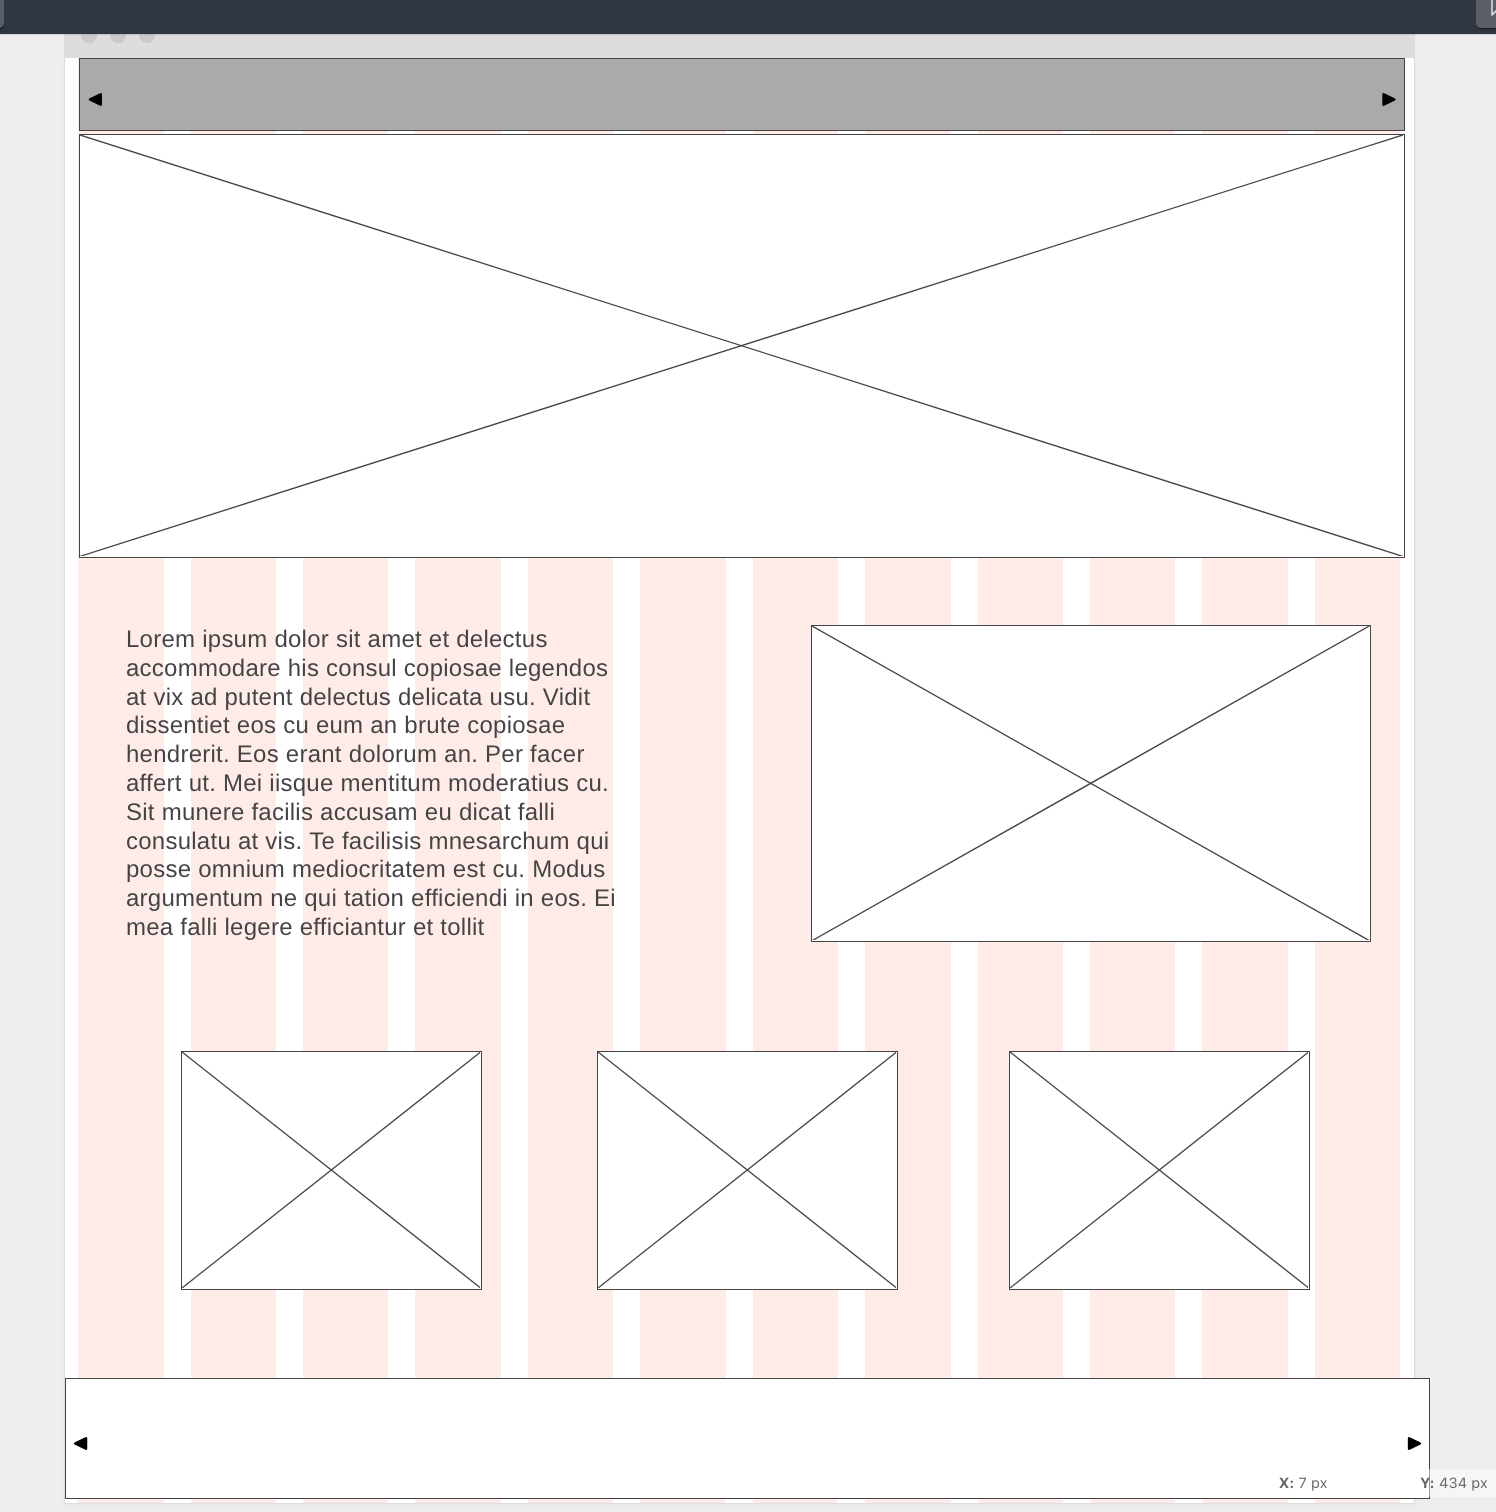 Lorem ipsum dolor sit amet et delectus
accommodare his consul copiosae legendos
at vix ad putent delectus delicata usu. Vidit
dissentiet eos cu eum an brute copiosae
hendrerit. Eos erant dolorum an. Per facer
affert ut. Mei iisque mentitum moderatius cu.
Sit munere facilis accusam eu dicat falli
consulatu at vis. Te facilisis mnesarchum qui
posse omnium mediocritatem est cu. Modus
argumentum ne qui tation efficiendi in eos. Ei
mea falli legere efficiantur et tollit
X: 7 px Y: 434 px